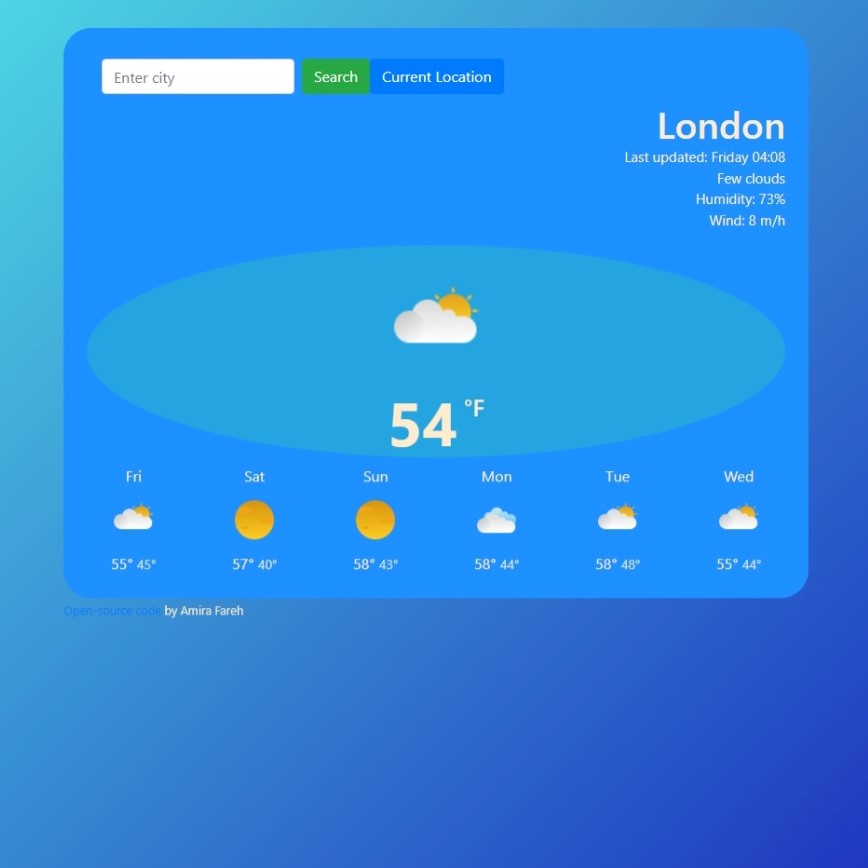 Enter city Search Current Location
London
Last updated: Friday 04:08
Few clouds
Humidity: 73%
Wind: 8 m/h
54 °F
Fri Sat Sun Mon Tue Wed
55° 45° 57° 40° 58° 43° 58° 44° 58° 48° 55° 44°
Open-source code by Amira Fareh